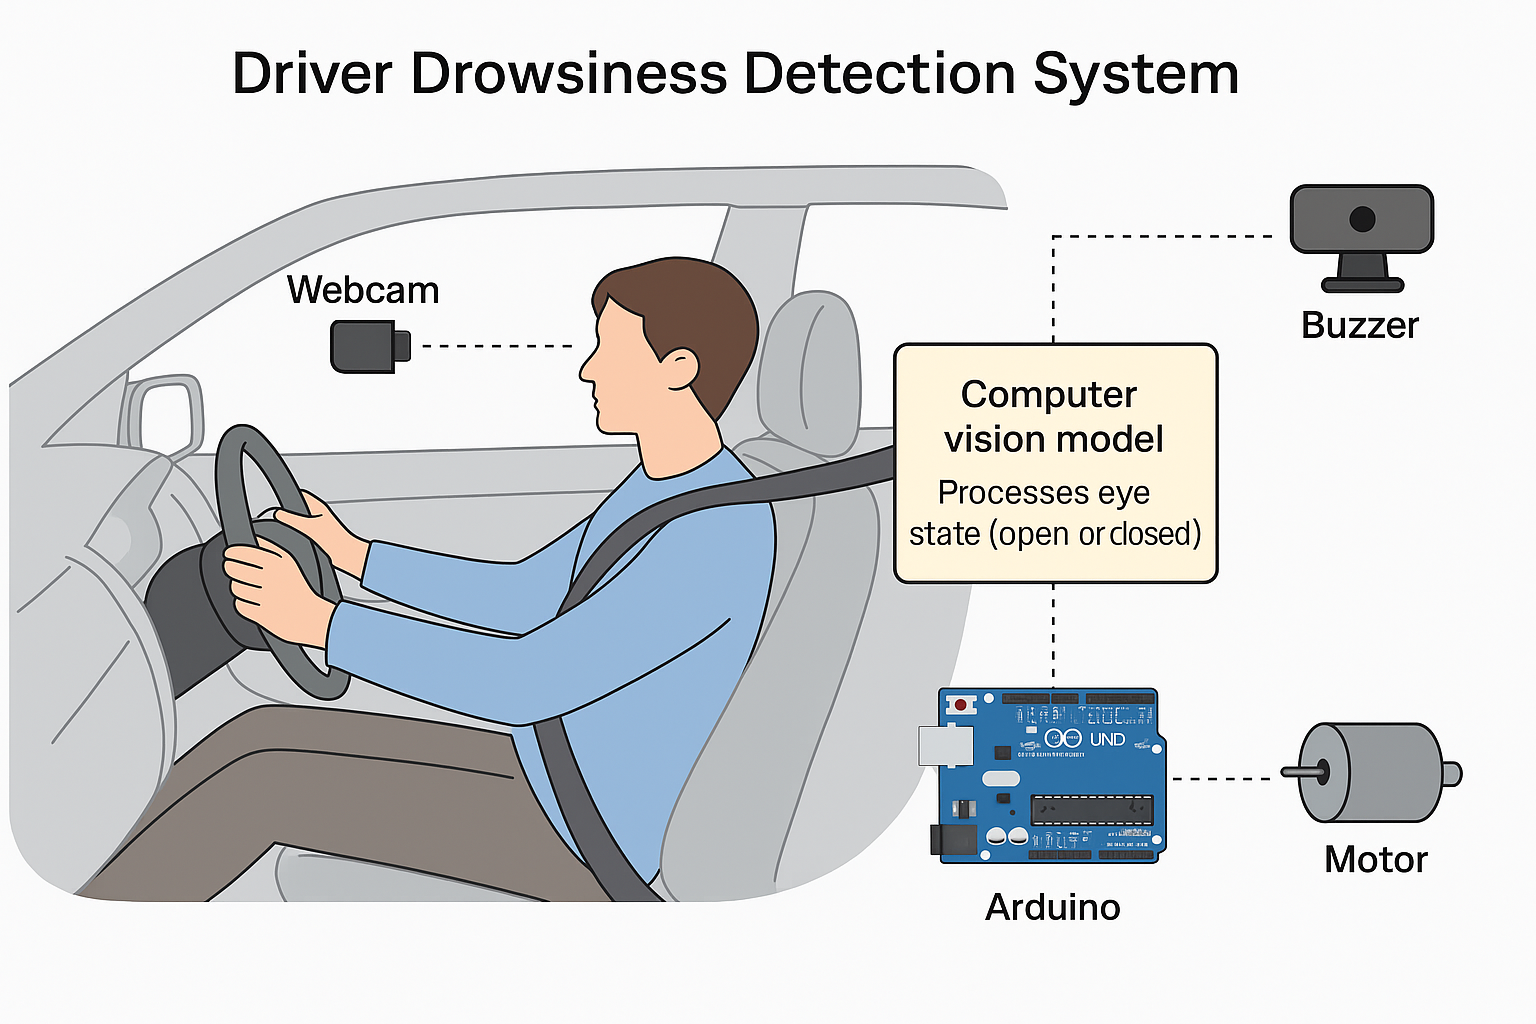 Driver Drowsiness Detection System
Webcam
Buzzer
Computer
vision model
Processes eye
state (open or closed)
UND
Arduino
Motor